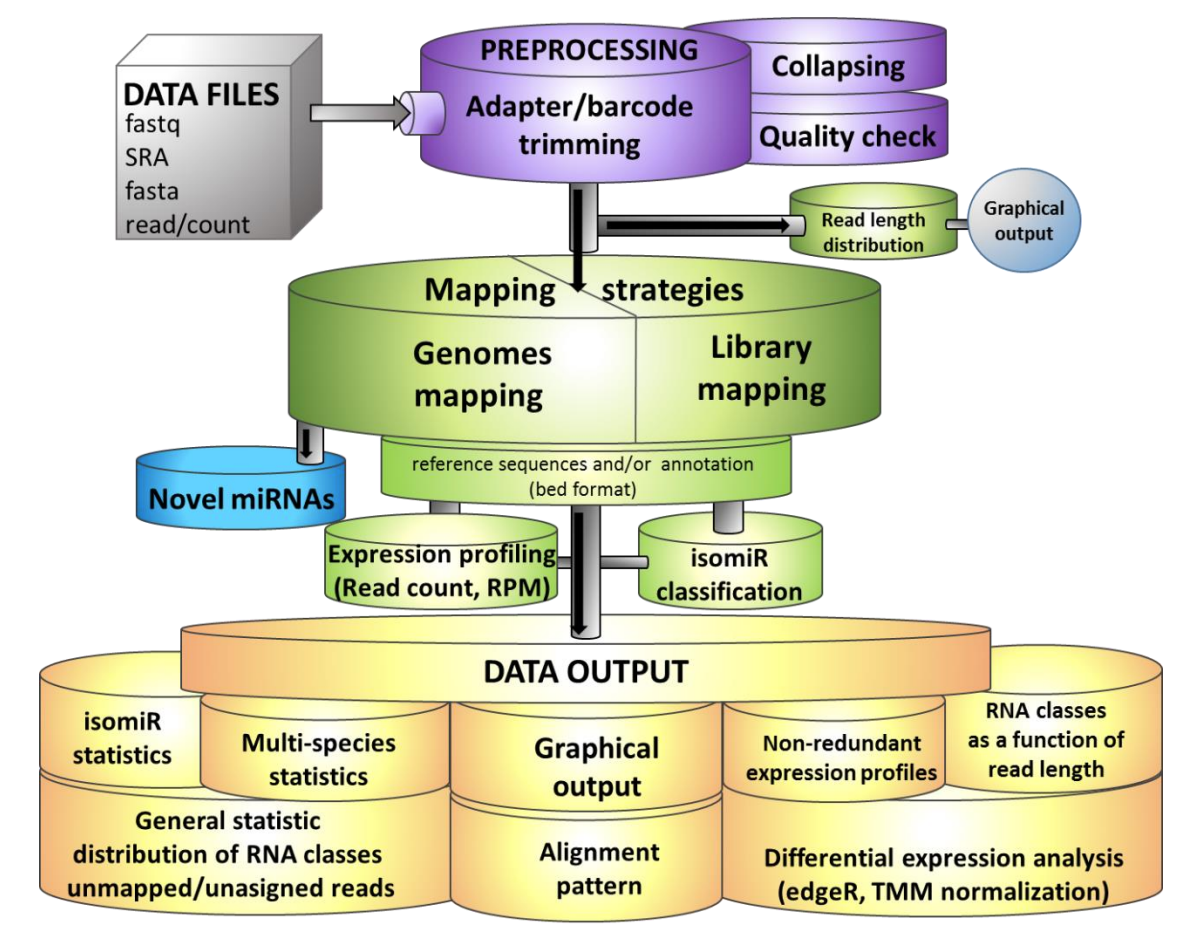 DATA FILES
fastq
SRA
fasta
read/count
PREPROCESSING
Adapter/barcode
trimming
Collapsing
Quality check
Read length
distribution
Graphical
output
Mapping strategies
Genomes
mapping
Library
mapping
reference sequences and/or annotation
(bed format)
Novel miRNAs
Expression profiling
(Read count, RPM)
isomiR
classification
DATA OUTPUT
isomiR
statistics
Multi-species
statistics
Graphical
output
Non-redundant
expression profiles
RNA classes
as a function of
read length
General statistic
distribution of RNA classes
unmapped/unasigned reads
Alignment
pattern
Differential expression analysis
(edgeR, TMM normalization)